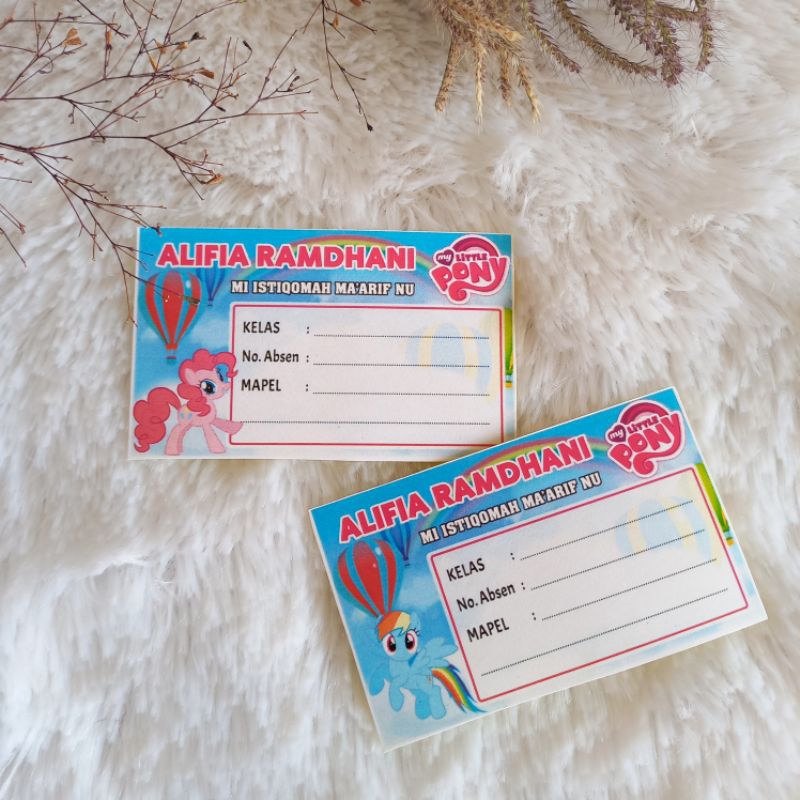 ALIFIA RAMDHANI
my LITTLE PONY
MI ISTIQOMAH MA'ARIF NU
KELAS :
No. Absen :
MAPEL :
ALIFIA RAMDHANI
my LITTLE PONY
MI ISTIQOMAH MA'ARIF NU
KELAS :
No. Absen :
MAPEL :